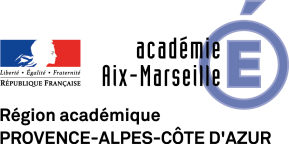 académie
Aix-Marseille
É
Liberté • Égalité • Fraternité
RÉPUBLIQUE FRANÇAISE
Région académique
PROVENCE-ALPES-CÔTE D'AZUR